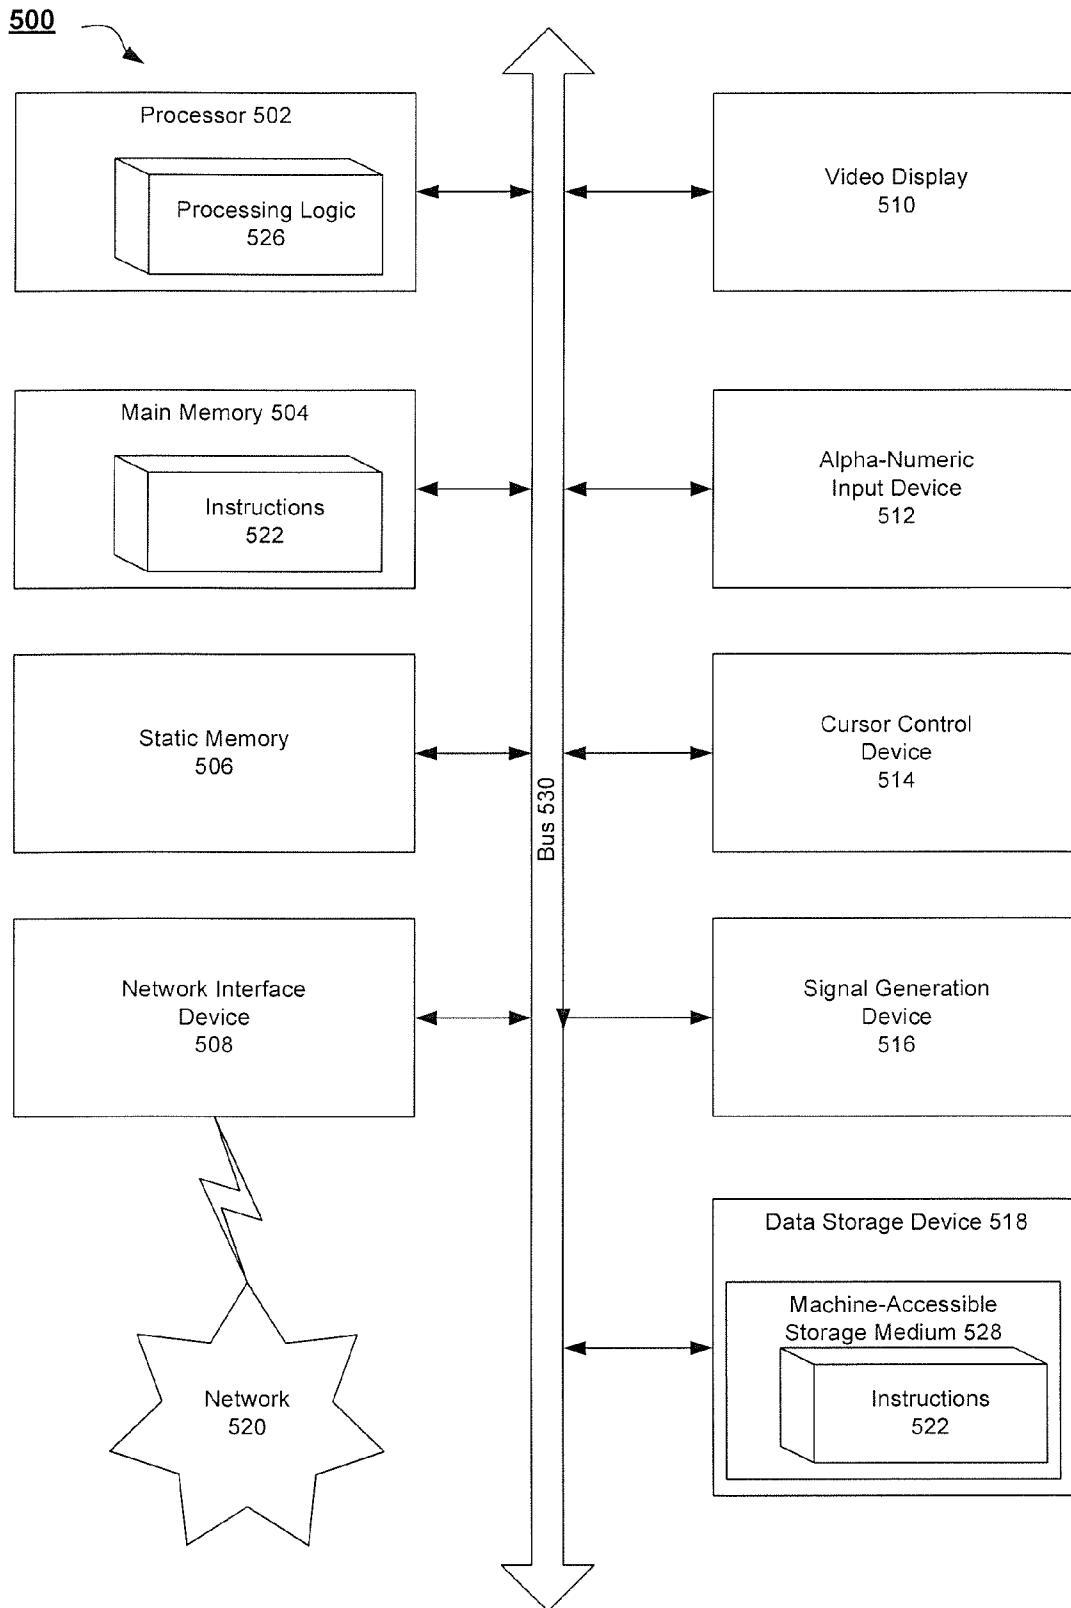 500
Processor 502
Processing Logic
526
Video Display
510
Main Memory 504
Instructions
522
Alpha-Numeric
Input Device
512
Static Memory
506
Cursor Control
Device
514
Bus 530
Network Interface
Device
508
Signal Generation
Device
516
Data Storage Device 518
Machine-Accessible
Storage Medium 528
Instructions
522
Network
520